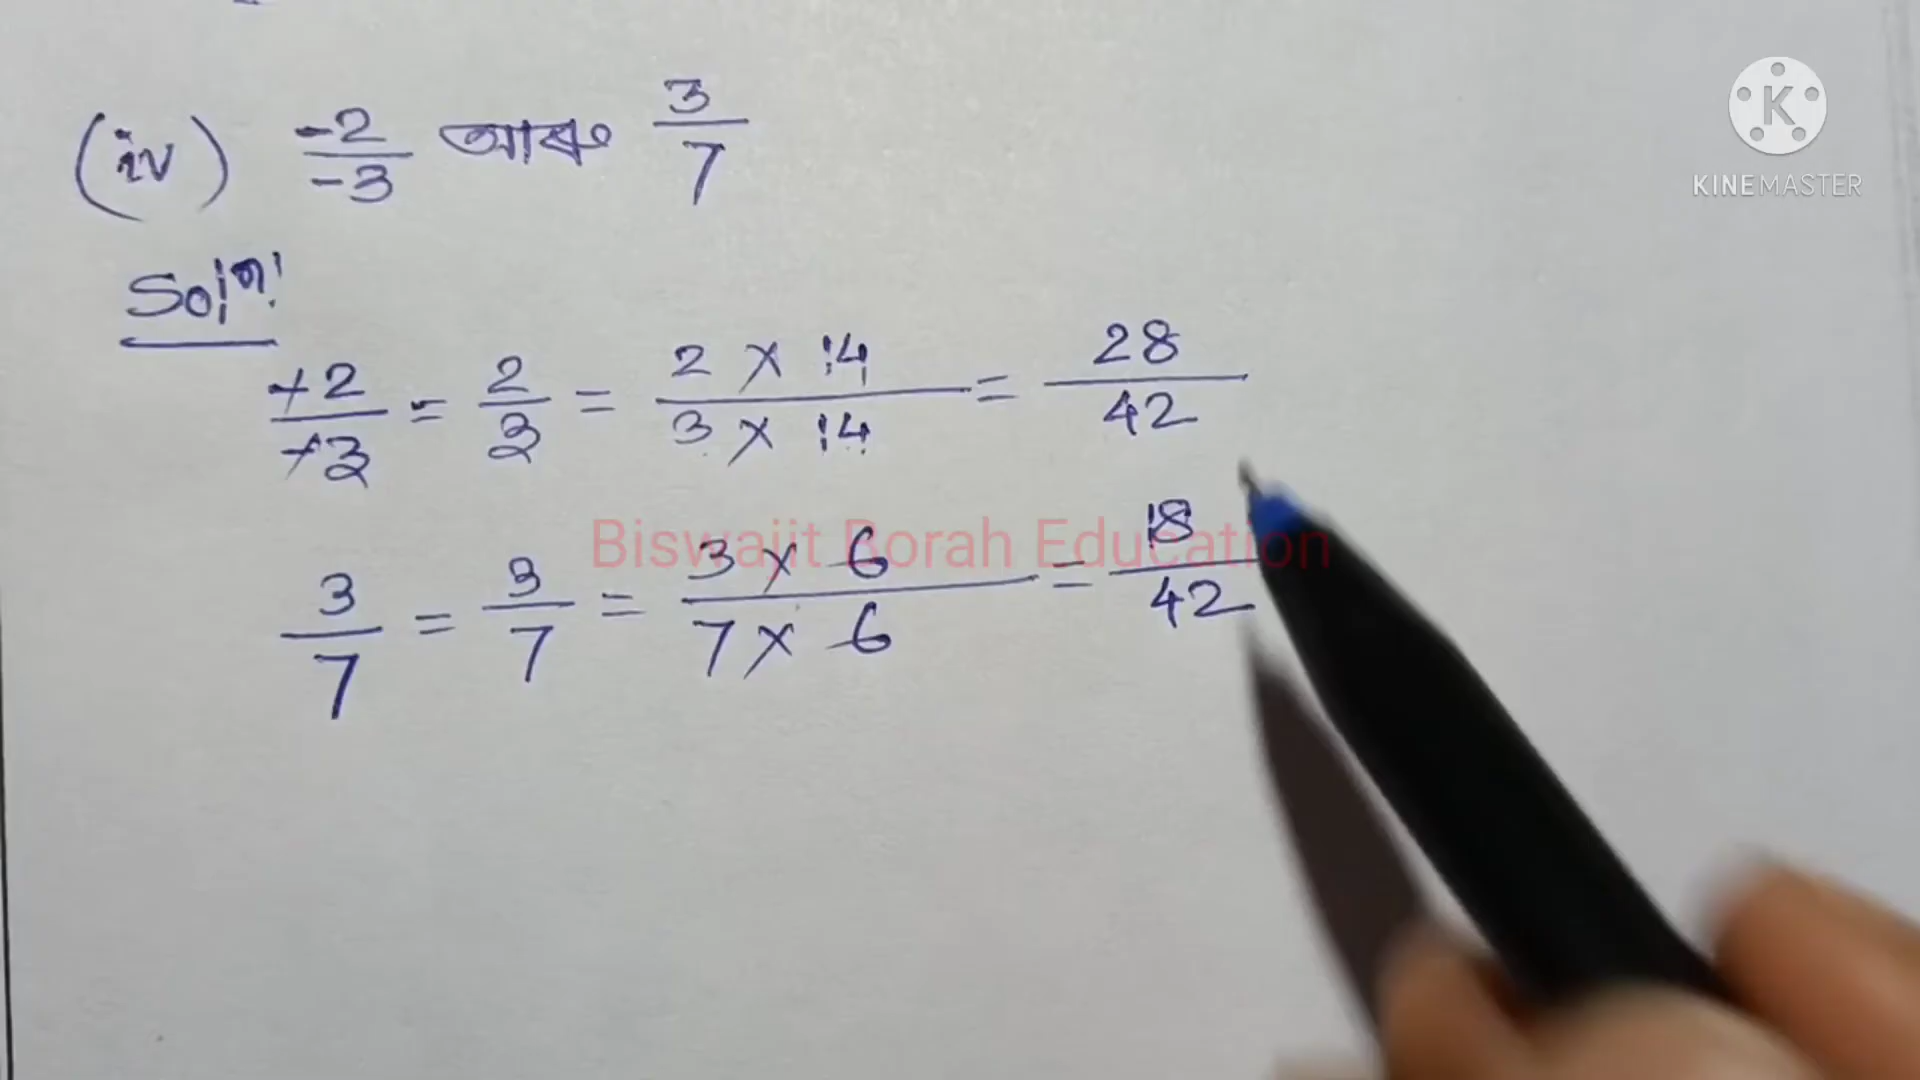 (iv) -2/-3 আৰু 3/7
KINEMASTER
Solⁿ!
-2/-3 = 2/3 = 2 × 14/3 × 14 = 28/42
Biswajit Borah Education
3/7 = 3/7 = 3 × 6/7 × 6 = 18/42